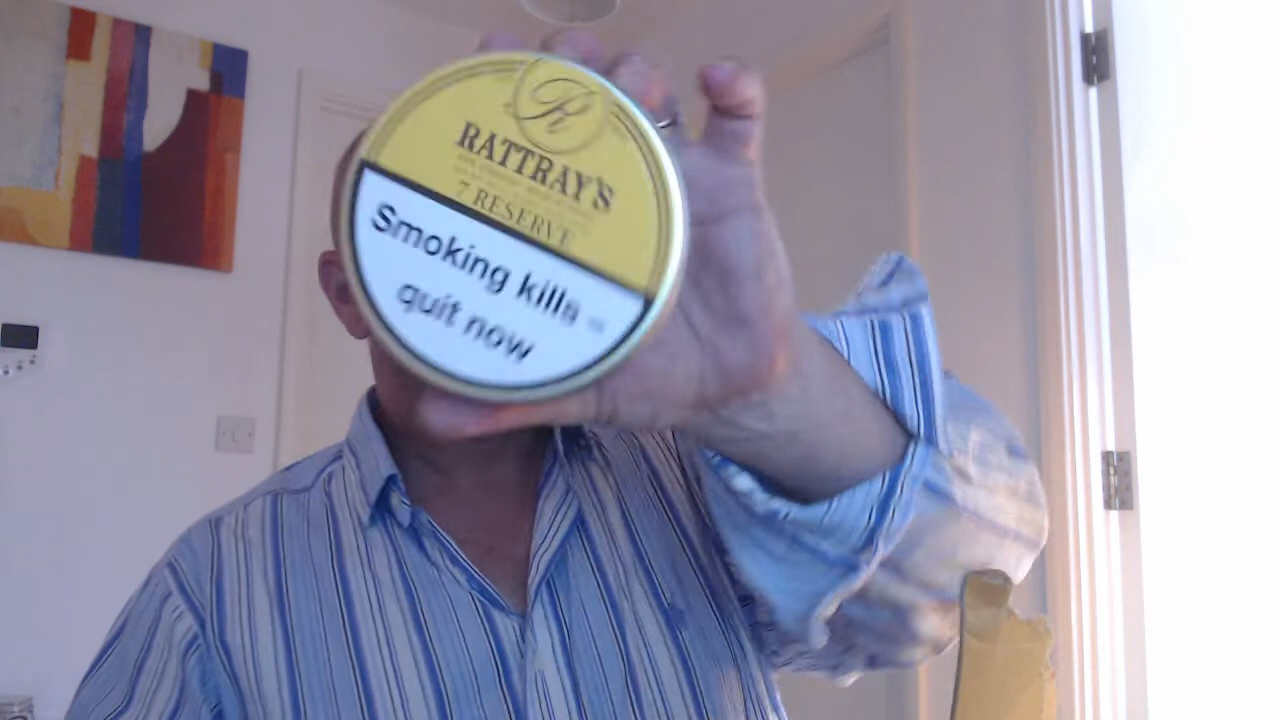 R
RATTRAY'S
7 RESERVE
Smoking kills –
quit now